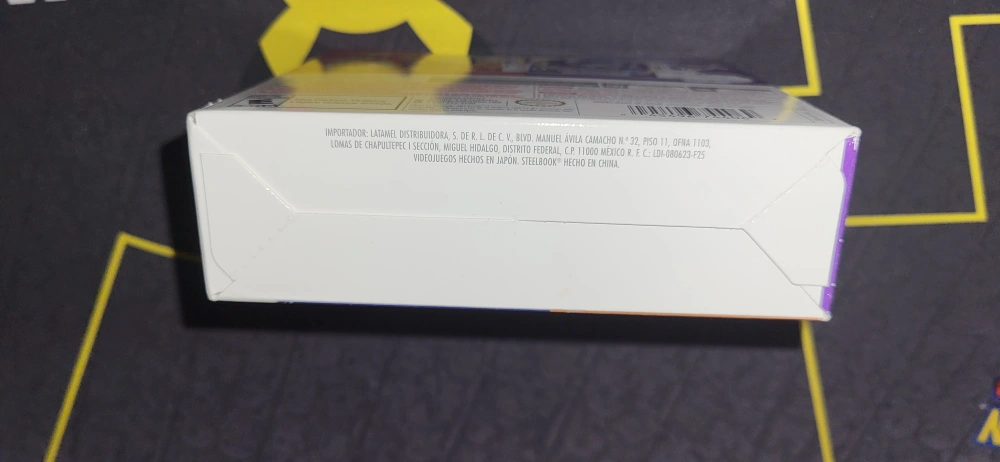 IMPORTADOR: LATAMEL DISTRIBUIDORA, S. DE R. L. DE C. V., BLVD. MANUEL ÁVILA CAMACHO N.º 32, PISO 11, OFNA 1103,
LOMAS DE CHAPULTEPEC I SECCIÓN, MIGUEL HIDALGO, DISTRITO FEDERAL, C.P. 11000 MÉXICO R. F. C.: LDI-080623-F25
VIDEOJUEGOS HECHOS EN JAPÓN. STEELBOOK® HECHO EN CHINA.